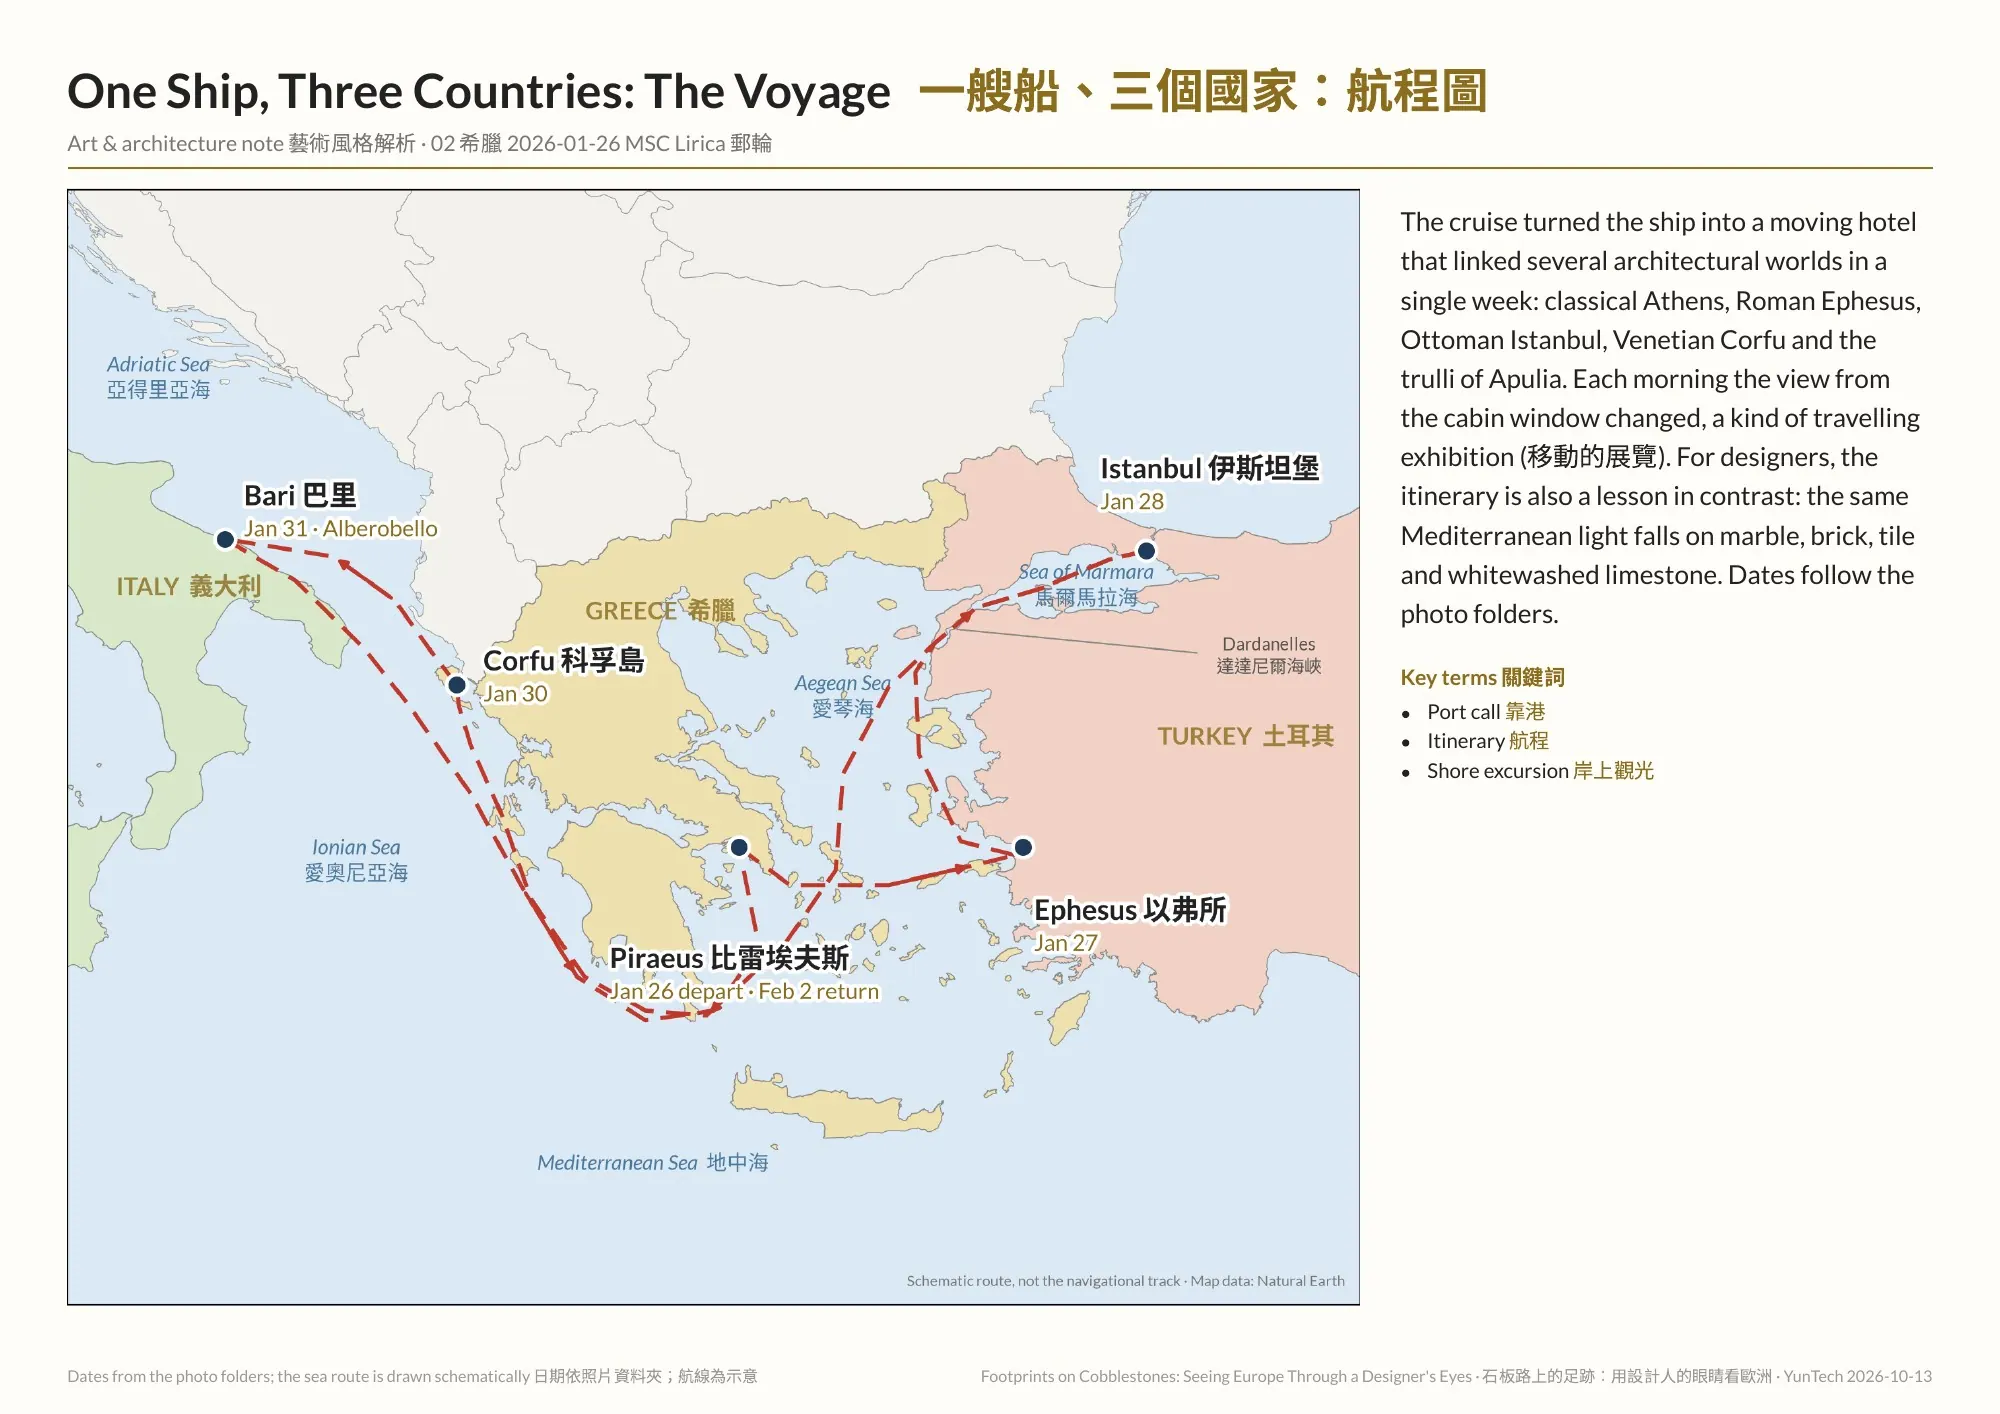 One Ship, Three Countries: The Voyage 一艘船、三個國家：航程圖
Art & architecture note 藝術風格解析 · 02 希臘 2026-01-26 MSC Lirica 郵輪
Adriatic Sea
亞得里亞海
Bari 巴里
Jan 31 · Alberobello
ITALY 義大利
GREECE 希臘
Corfu 科孚島
Jan 30
Istanbul 伊斯坦堡
Jan 28
Sea of Marmara
馬爾馬拉海
Dardanelles
達達尼爾海峽
Aegean Sea
愛琴海
TURKEY 土耳其
Ionian Sea
愛奧尼亞海
Ephesus 以弗所
Jan 27
Piraeus 比雷埃夫斯
Jan 26 depart · Feb 2 return
Mediterranean Sea 地中海
Schematic route, not the navigational track · Map data: Natural Earth
The cruise turned the ship into a moving hotel
that linked several architectural worlds in a
single week: classical Athens, Roman Ephesus,
Ottoman Istanbul, Venetian Corfu and the
trulli of Apulia. Each morning the view from
the cabin window changed, a kind of travelling
exhibition (移動的展覽). For designers, the
itinerary is also a lesson in contrast: the same
Mediterranean light falls on marble, brick, tile
and whitewashed limestone. Dates follow the
photo folders.
Key terms 關鍵詞
• Port call 靠港
• Itinerary 航程
• Shore excursion 岸上觀光
Dates from the photo folders; the sea route is drawn schematically 日期依照片資料夾；航線為示意
Footprints on Cobblestones: Seeing Europe Through a Designer's Eyes · 石板路上的足跡：用設計人的眼睛看歐洲 · YunTech 2026-10-13